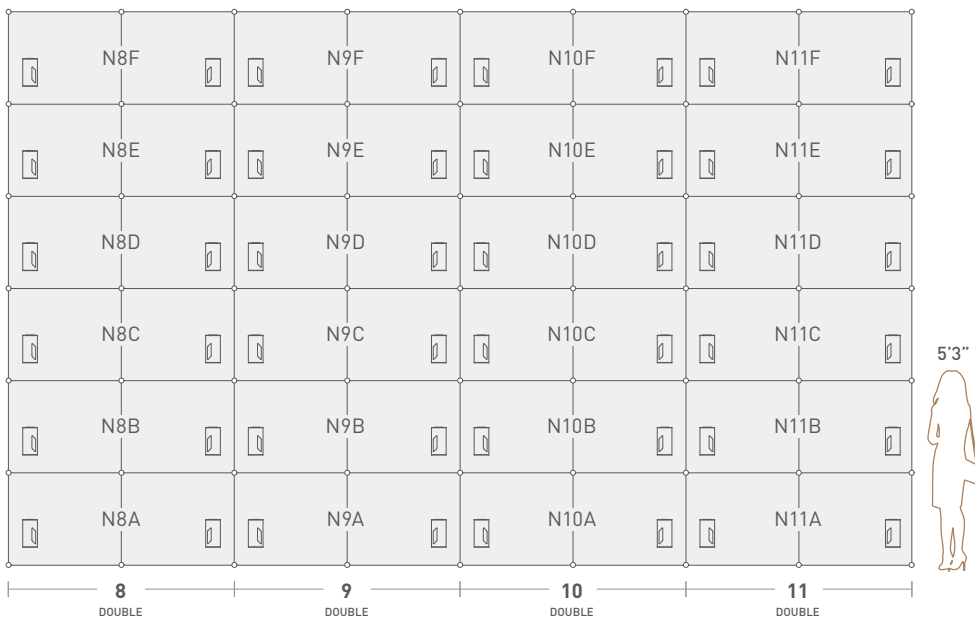 N8F N9F N10F N11F
N8E N9E N10E N11E
N8D N9D N10D N11D
N8C N9C N10C N11C
5’3”
N8B N9B N10B N11B
N8A N9A N10A N11A
8 9 10 11
DOUBLE DOUBLE DOUBLE DOUBLE